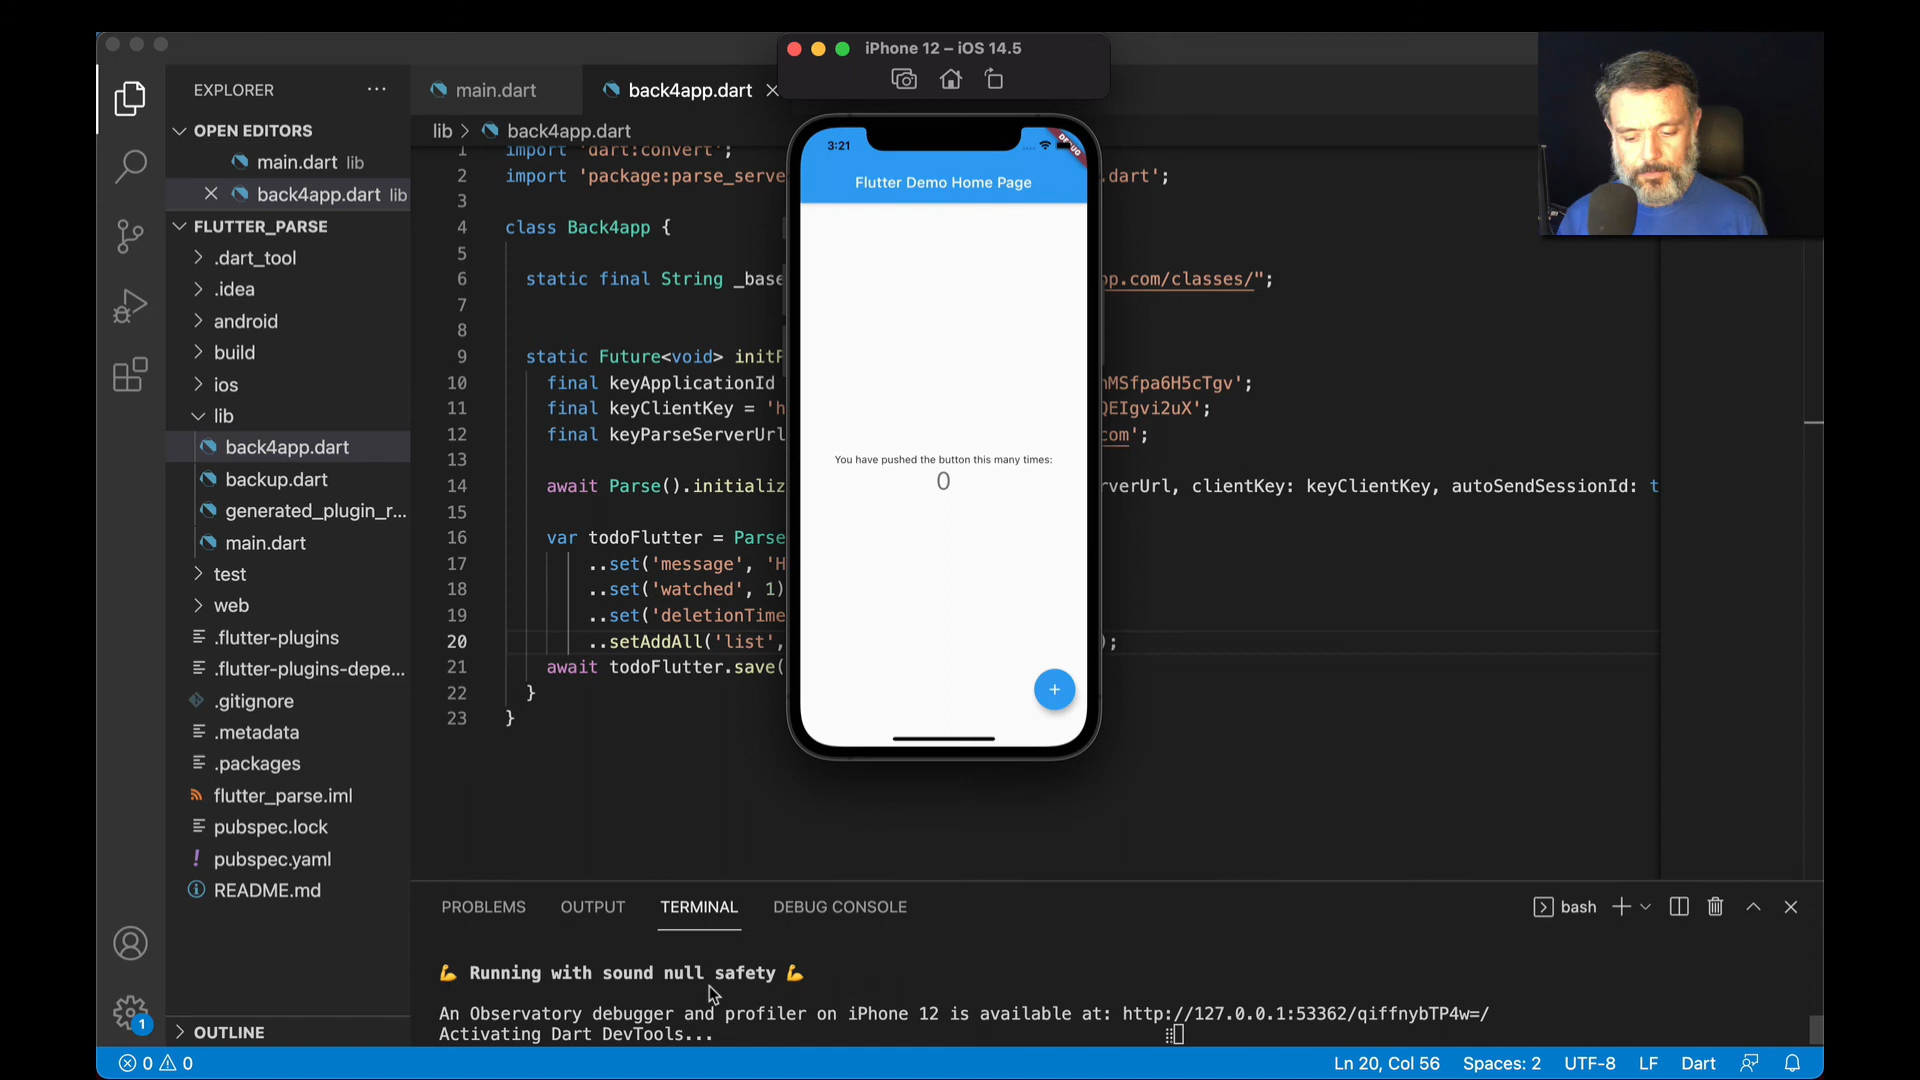 iPhone 12 – iOS 14.5
EXPLORER
main.dart
back4app.dart
OPEN EDITORS
main.dart lib
back4app.dart lib
FLUTTER_PARSE
.dart_tool
.idea
android
build
ios
lib
back4app.dart
backup.dart
generated_plugin_r...
main.dart
test
web
.flutter-plugins
.flutter-plugins-depe...
.gitignore
.metadata
.packages
flutter_parse.iml
pubspec.lock
pubspec.yaml
README.md
OUTLINE
1
lib > back4app.dart
1 import 'dart:convert';
2 import 'package:parse_serve .dart';
3
4 class Back4app {
5
6 static final String _base pp.com/classes/";
7
8
9 static Future<void> initP
10 final keyApplicationId MSfpa6H5cTgv';
11 final keyClientKey = 'h QEIgvi2uX';
12 final keyParseServerUrl com';
13
14 await Parse().initializ verUrl, clientKey: keyClientKey, autoSendSessionId: t
15
16 var todoFlutter = Parse
17 ..set('message', 'H
18 ..set('watched', 1)
19 ..set('deletionTime
20 ..setAddAll('list', );
21 await todoFlutter.save(
22 }
23 }
3:21
DEBUG
Flutter Demo Home Page
You have pushed the button this many times:
0
+
PROBLEMS OUTPUT TERMINAL DEBUG CONSOLE
bash
💪 Running with sound null safety 💪
An Observatory debugger and profiler on iPhone 12 is available at: http://127.0.0.1:53362/qiffnybTP4w=/
Activating Dart DevTools...
0 0
Ln 20, Col 56 Spaces: 2 UTF-8 LF Dart